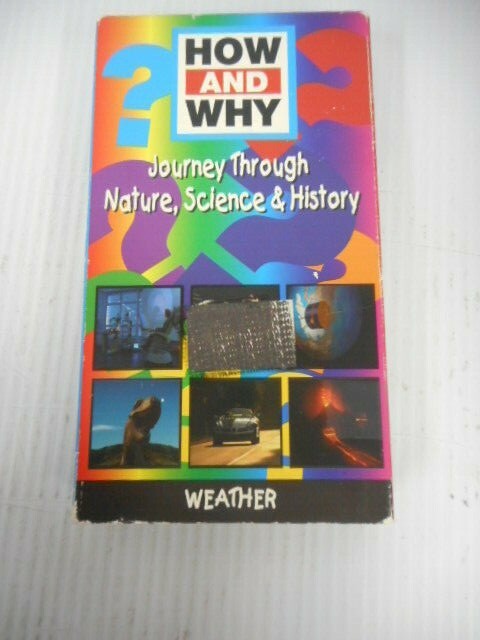 HOW
AND
WHY
Journey Through
Nature, Science & History
WEATHER